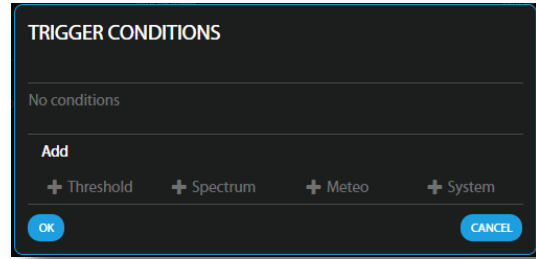 TRIGGER CONDITIONS
No conditions
Add
+ Threshold + Spectrum + Meteo + System
OK CANCEL